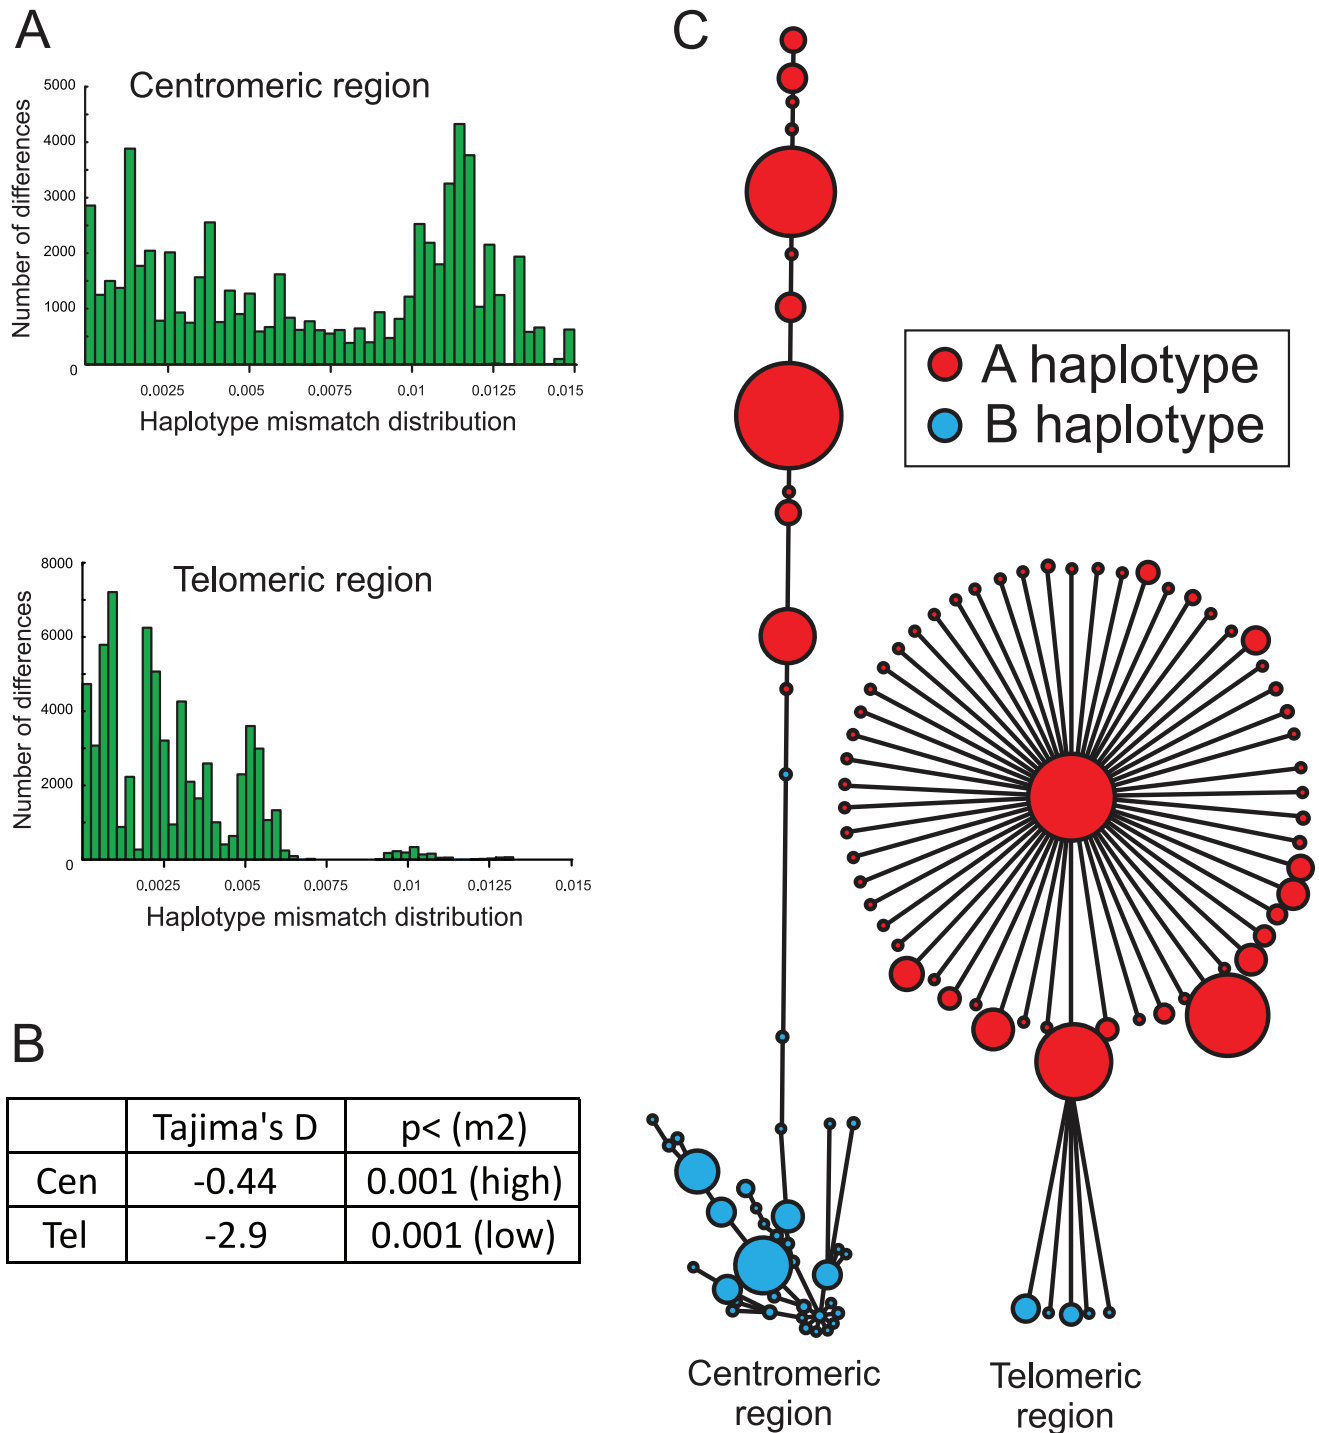 A
Centromeric region
Number of differences
5000
4000
3000
2000
1000
0
0.0025
0.005
0.0075
0.01
0.0125
0.015
Haplotype mismatch distribution
Telomeric region
Number of differences
8000
6000
4000
2000
0
0.0025
0.005
0.0075
0.01
0.0125
0.015
Haplotype mismatch distribution
B
Tajima's D p< (m2)
Cen -0.44 0.001 (high)
Tel -2.9 0.001 (low)
C
A haplotype
B haplotype
Centromeric
region
Telomeric
region